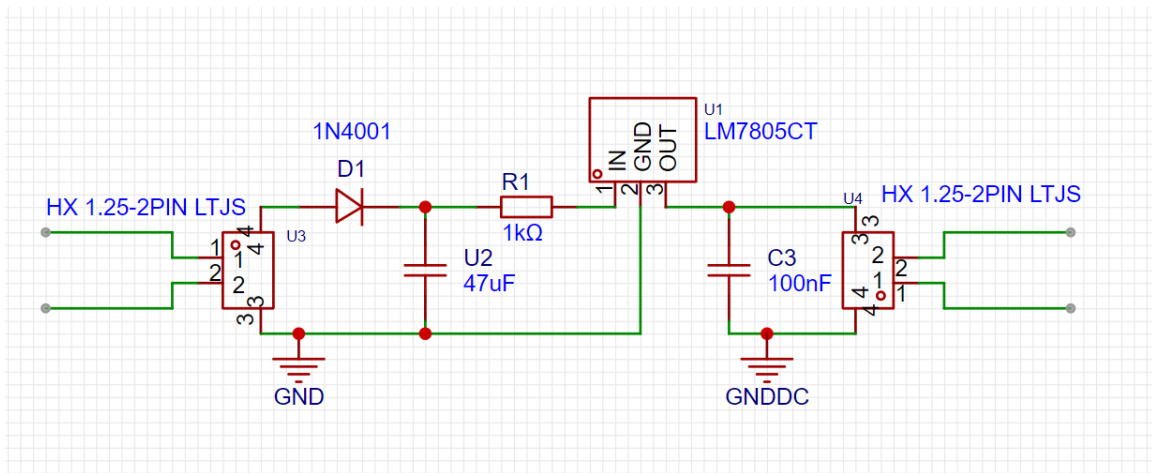 1N4001
D1
HX 1.25-2PIN LTJS
U3
1
2
1
2
4
4
3
3
GND
U2
47uF
R1
1kΩ
U1
LM7805CT
IN
GND
OUT
1
2
3
C3
100nF
GNDDC
U4
HX 1.25-2PIN LTJS
3
3
2
1
2
1
4
4